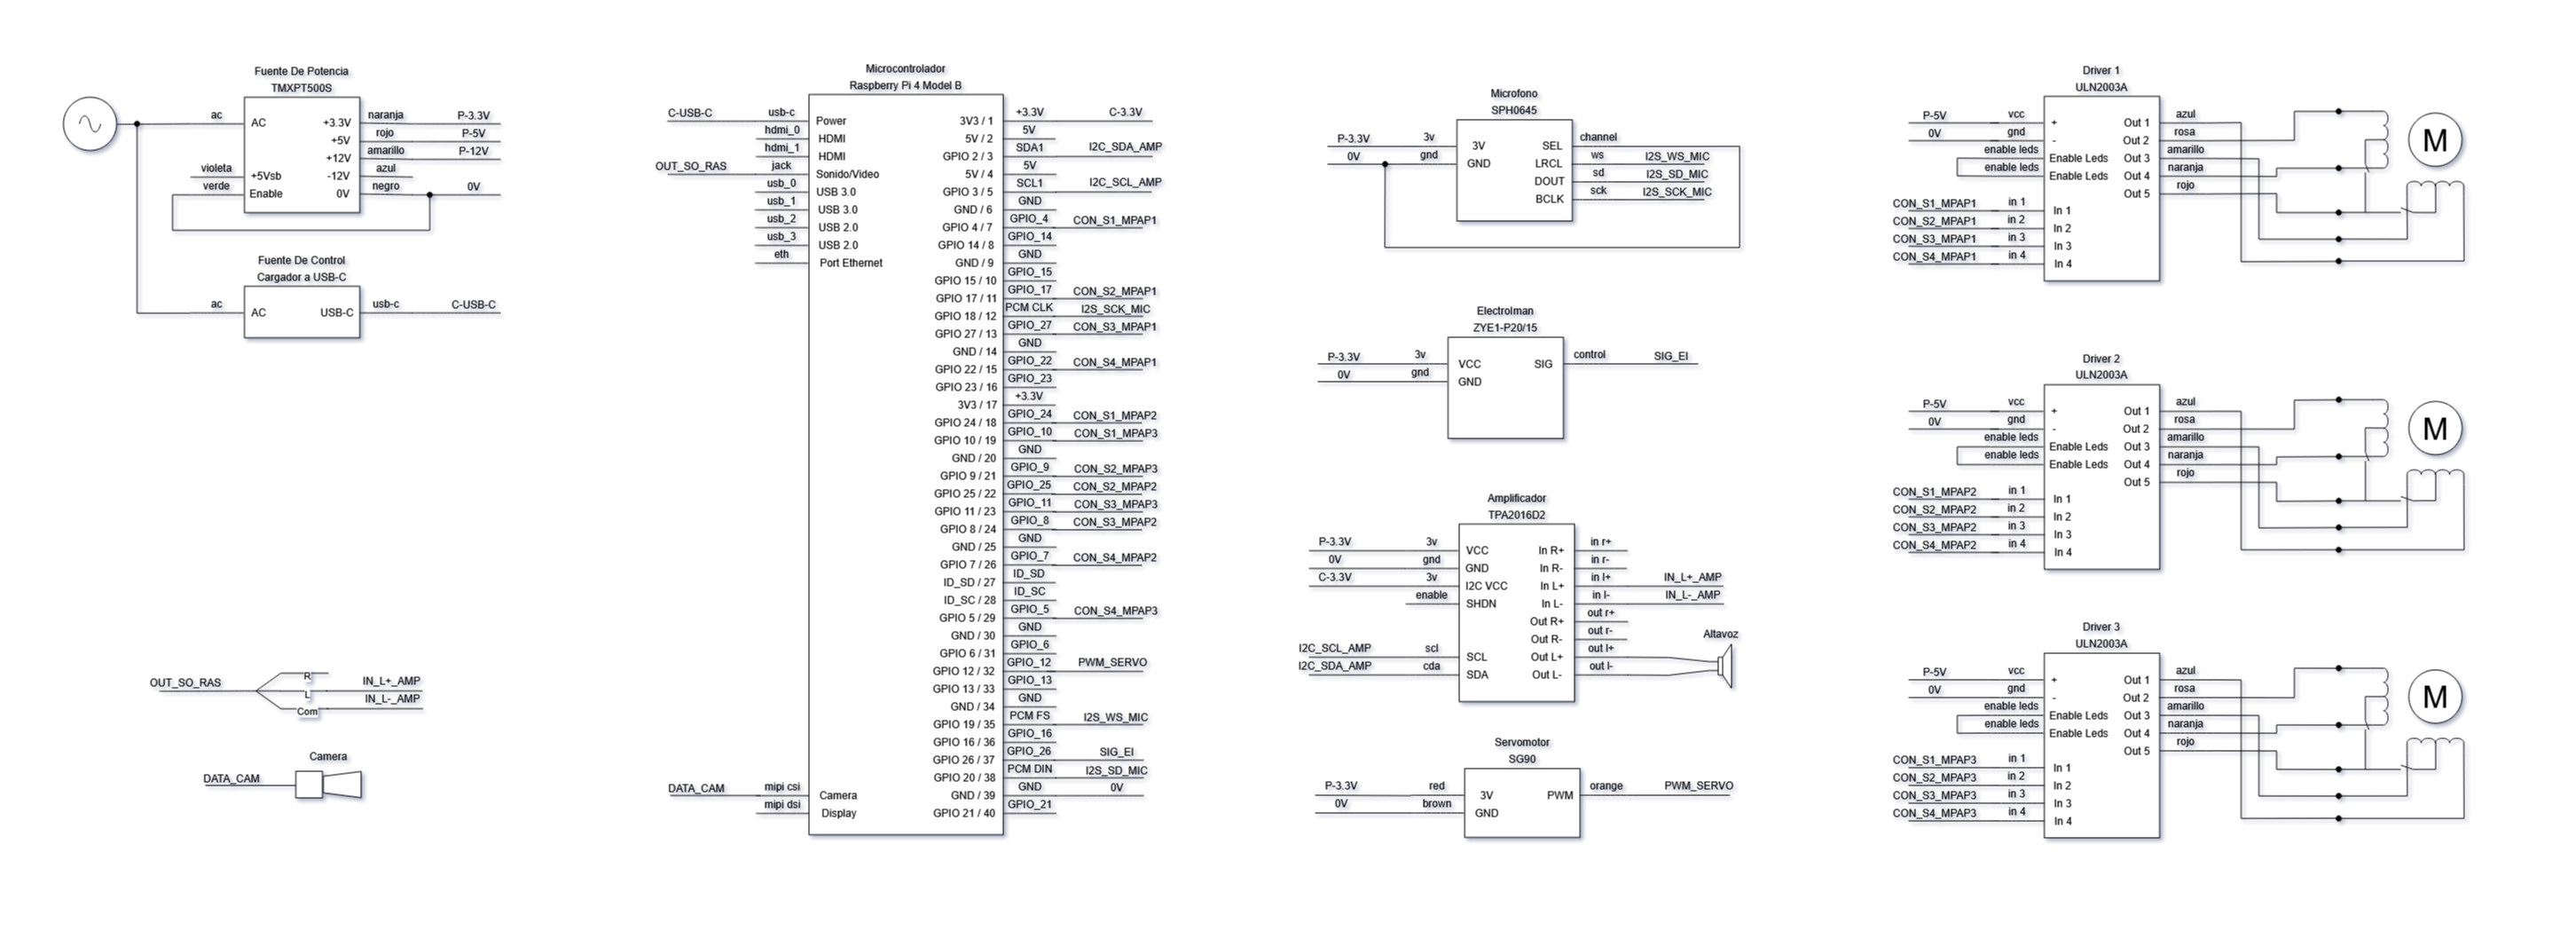 Fuente De Potencia
TMXPT500S
ac
AC
+3.3V
naranja
P-3.3V
+5V
rojo
P-5V
+12V
amarillo
P-12V
violeta
+5Vsb
-12V
azul
verde
Enable
0V
negro
0V
Fuente De Control
Cargador a USB-C
ac
AC
USB-C
usb-c
C-USB-C
OUT_SO_RAS
R
L
Com
IN_L+_AMP
IN_L-_AMP
Camera
DATA_CAM
Microcontrolador
Raspberry Pi 4 Model B
C-USB-C
usb-c
Power
hdmi_0
HDMI
hdmi_1
HDMI
OUT_SO_RAS
jack
Sonido/Video
usb_0
USB 3.0
usb_1
USB 3.0
usb_2
USB 2.0
usb_3
USB 2.0
eth
Port Ethernet
DATA_CAM
mipi csi
Camera
mipi dsi
Display
3V3 / 1
+3.3V
C-3.3V
5V / 2
5V
GPIO 2 / 3
SDA1
I2C_SDA_AMP
5V / 4
5V
GPIO 3 / 5
SCL1
I2C_SCL_AMP
GND / 6
GND
GPIO 4 / 7
GPIO_4
CON_S1_MPAP1
GPIO 14 / 8
GPIO_14
GND / 9
GND
GPIO 15 / 10
GPIO_15
GPIO 17 / 11
GPIO_17
CON_S2_MPAP1
GPIO 18 / 12
PCM CLK
I2S_SCK_MIC
GPIO 27 / 13
GPIO_27
CON_S3_MPAP1
GND / 14
GND
GPIO 22 / 15
GPIO_22
CON_S4_MPAP1
GPIO 23 / 16
GPIO_23
3V3 / 17
+3.3V
GPIO 24 / 18
GPIO_24
CON_S1_MPAP2
GPIO 10 / 19
GPIO_10
CON_S1_MPAP3
GND / 20
GND
GPIO 9 / 21
GPIO_9
CON_S2_MPAP3
GPIO 25 / 22
GPIO_25
CON_S2_MPAP2
GPIO 11 / 23
GPIO_11
CON_S3_MPAP3
GPIO 8 / 24
GPIO_8
CON_S3_MPAP2
GND / 25
GND
GPIO 7 / 26
GPIO_7
CON_S4_MPAP2
ID_SD / 27
ID_SD
ID_SC / 28
ID_SC
GPIO 5 / 29
GPIO_5
CON_S4_MPAP3
GND / 30
GND
GPIO 6 / 31
GPIO_6
GPIO 12 / 32
GPIO_12
PWM_SERVO
GPIO 13 / 33
GPIO_13
GND / 34
GND
GPIO 19 / 35
PCM FS
I2S_WS_MIC
GPIO 16 / 36
GPIO_16
GPIO 26 / 37
GPIO_26
SIG_EI
GPIO 20 / 38
PCM DIN
I2S_SD_MIC
GND / 39
GND
0V
GPIO 21 / 40
GPIO_21
Microfono
SPH0645
P-3.3V
3v
3V
SEL
channel
0V
gnd
GND
LRCL
ws
I2S_WS_MIC
DOUT
sd
I2S_SD_MIC
BCLK
sck
I2S_SCK_MIC
ElectroIman
ZYE1-P20/15
P-3.3V
3v
VCC
SIG
control
SIG_EI
0V
gnd
GND
Amplificador
TPA2016D2
P-3.3V
3v
VCC
In R+
in r+
0V
gnd
GND
In R-
in r-
C-3.3V
3v
I2C VCC
In L+
in l+
IN_L+_AMP
enable
SHDN
In L-
in l-
IN_L-_AMP
Out R+
out r+
Out R-
out r-
Altavoz
I2C_SCL_AMP
scl
SCL
Out L+
out l+
I2C_SDA_AMP
cda
SDA
Out L-
out l-
Servomotor
SG90
P-3.3V
red
3V
PWM
orange
PWM_SERVO
0V
brown
GND
Driver 1
ULN2003A
P-5V
vcc
+
Out 1
azul
0V
gnd
-
Out 2
rosa
enable leds
Enable Leds
Out 3
amarillo
enable leds
Enable Leds
Out 4
naranja
Out 5
rojo
CON_S1_MPAP1
in 1
In 1
CON_S2_MPAP1
in 2
In 2
CON_S3_MPAP1
in 3
In 3
CON_S4_MPAP1
in 4
In 4
M
Driver 2
ULN2003A
P-5V
vcc
+
Out 1
azul
0V
gnd
-
Out 2
rosa
enable leds
Enable Leds
Out 3
amarillo
enable leds
Enable Leds
Out 4
naranja
Out 5
rojo
CON_S1_MPAP2
in 1
In 1
CON_S2_MPAP2
in 2
In 2
CON_S3_MPAP2
in 3
In 3
CON_S4_MPAP2
in 4
In 4
M
Driver 3
ULN2003A
P-5V
vcc
+
Out 1
azul
0V
gnd
-
Out 2
rosa
enable leds
Enable Leds
Out 3
amarillo
enable leds
Enable Leds
Out 4
naranja
Out 5
rojo
CON_S1_MPAP3
in 1
In 1
CON_S2_MPAP3
in 2
In 2
CON_S3_MPAP3
in 3
In 3
CON_S4_MPAP3
in 4
In 4
M